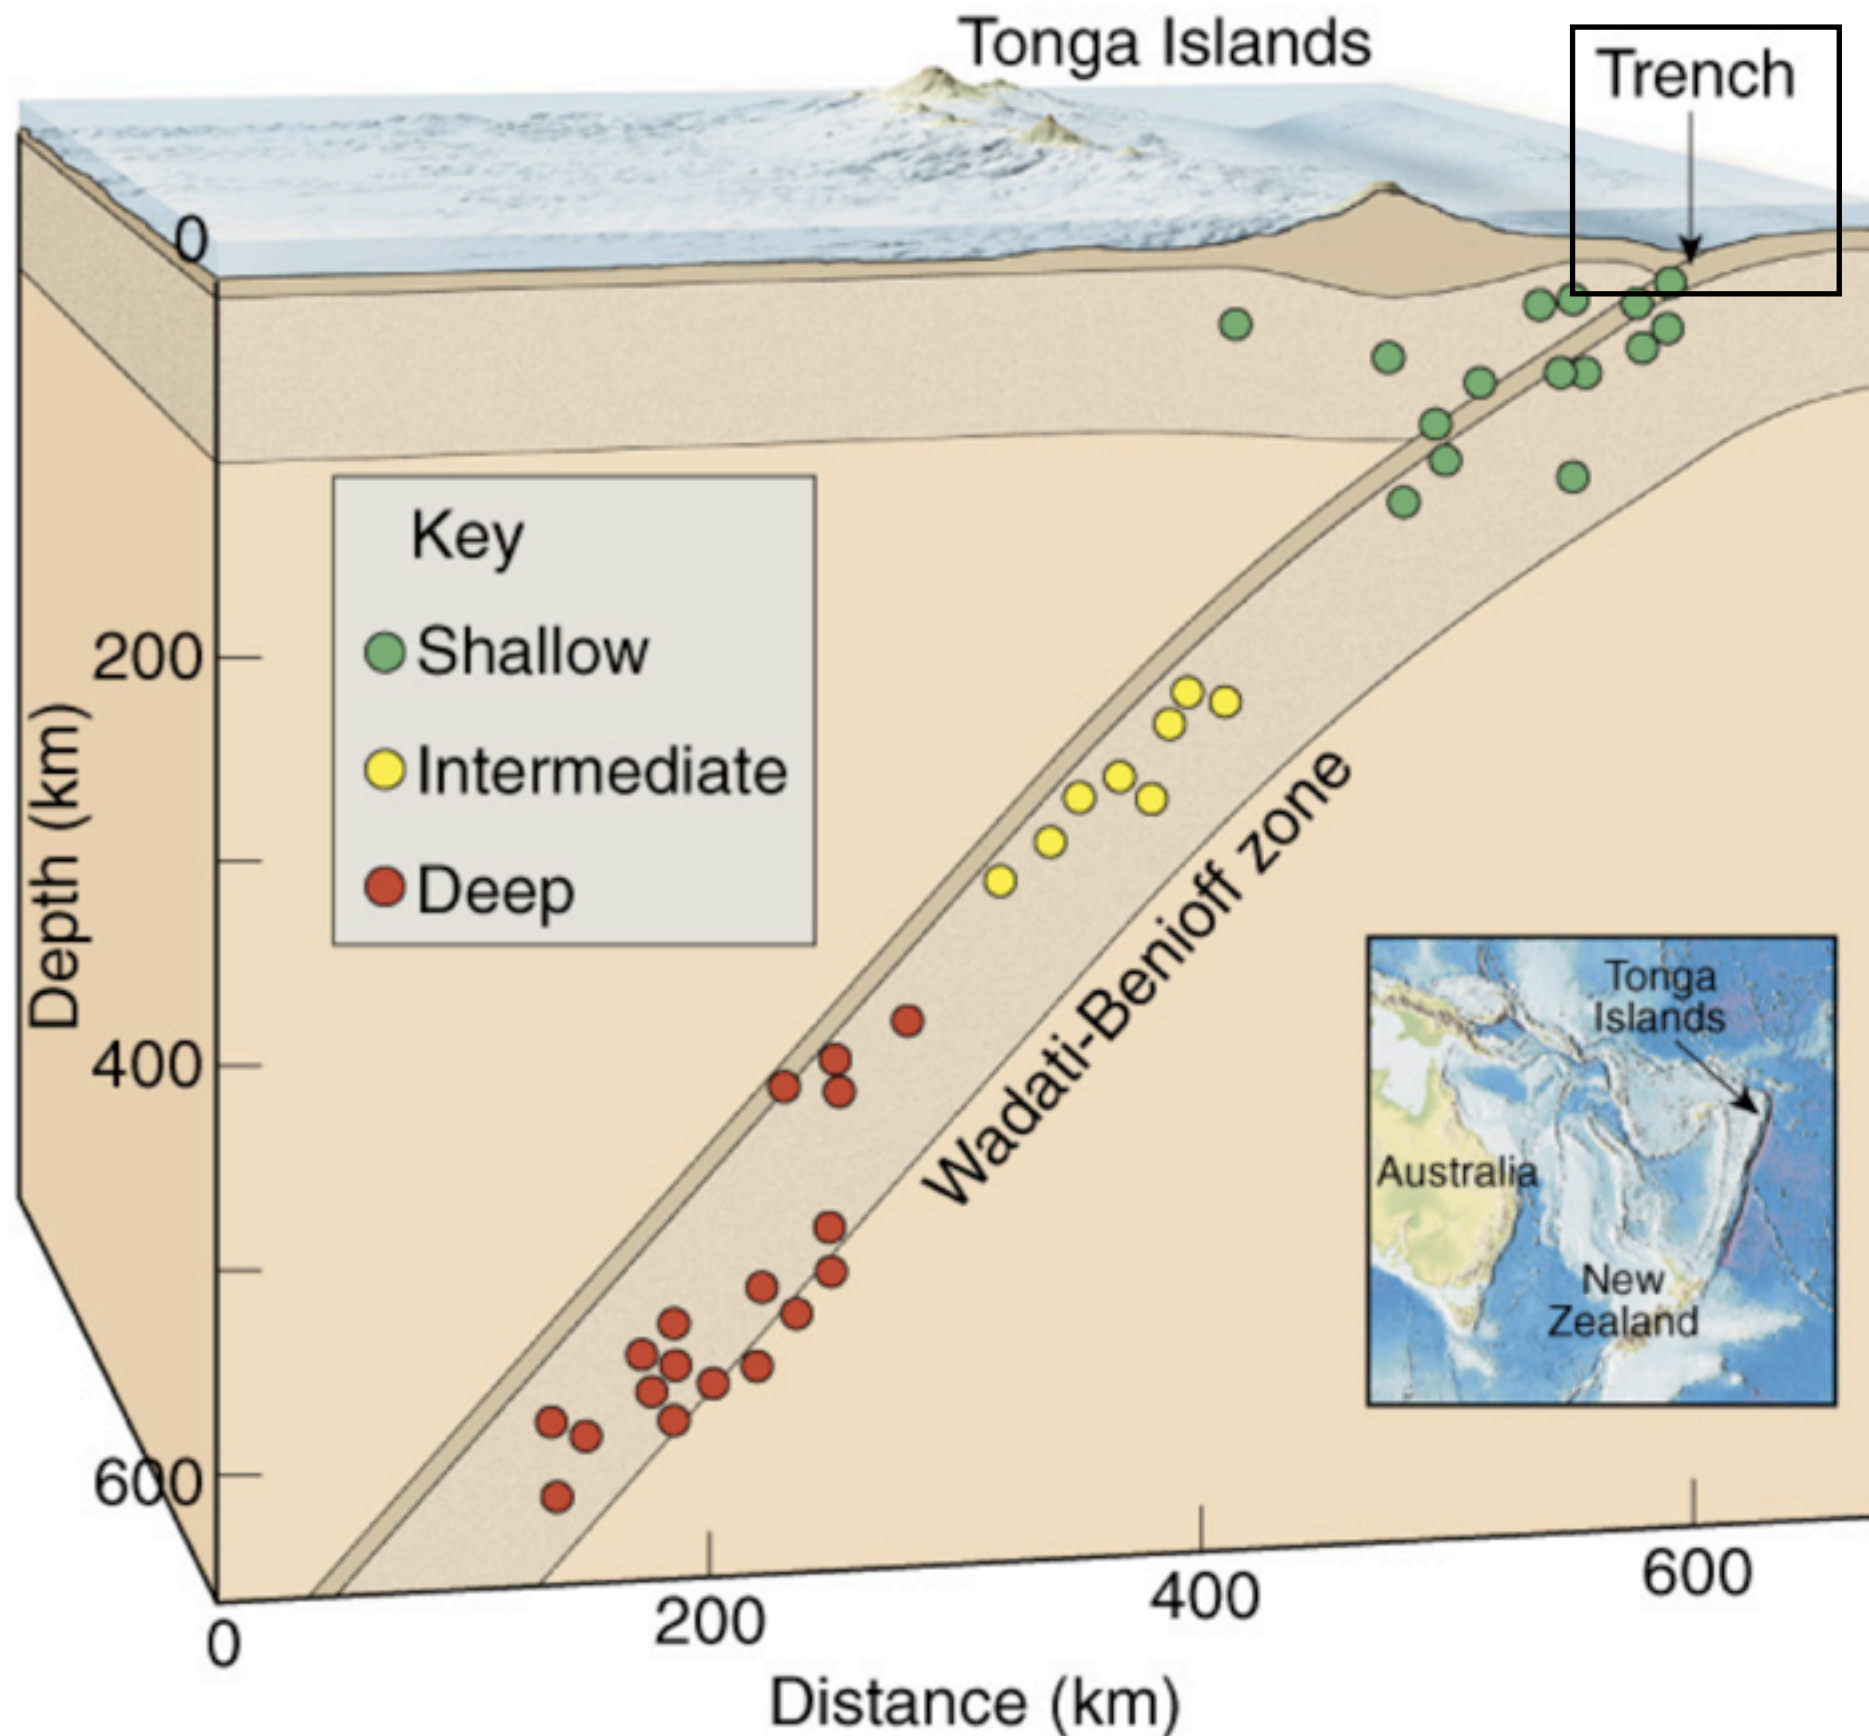 Tonga Islands
Trench
0
200
400
600
Depth (km)
Key
Shallow
Intermediate
Deep
Wadati-Benioff zone
Tonga
Islands
Australia
New
Zealand
0
200
400
600
Distance (km)